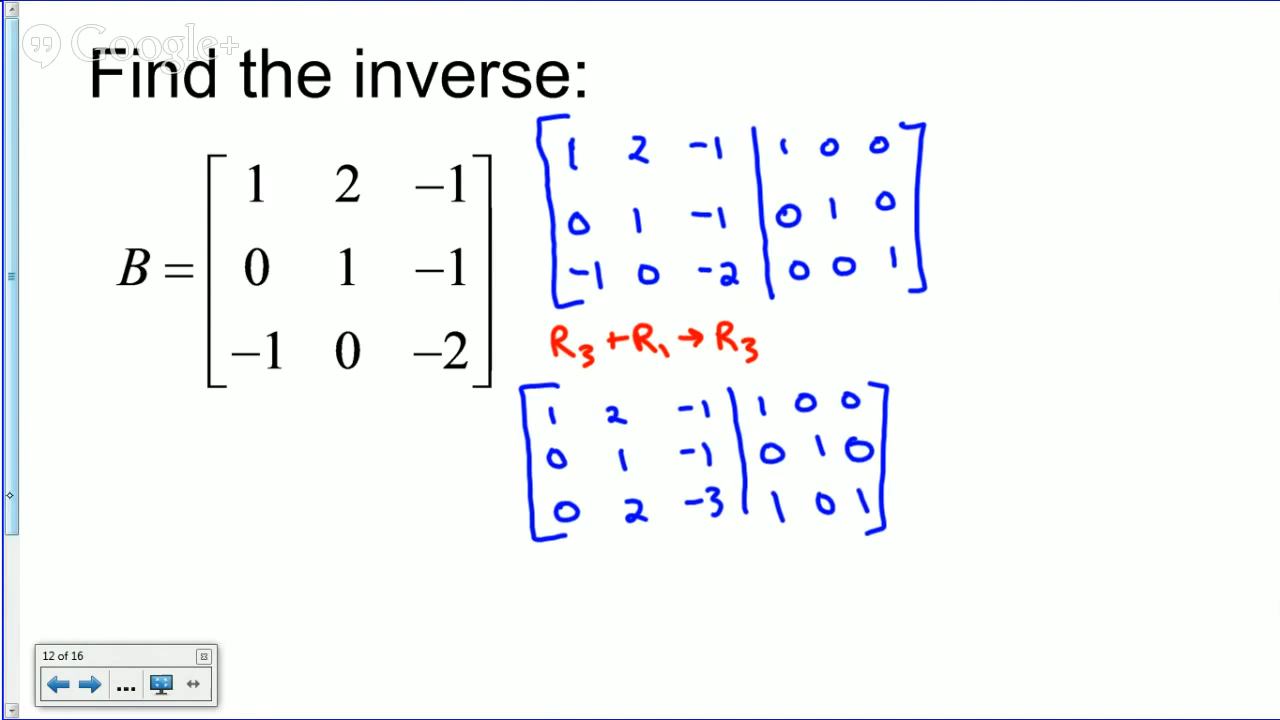 Google+
Find the inverse:
B = [ 1 2 −1
0 1 −1
−1 0 −2 ]
[ 1 2 -1 | 1 0 0
0 1 -1 | 0 1 0
-1 0 -2 | 0 0 1 ]
R₃ + R₁ → R₃
[ 1 2 -1 | 1 0 0
0 1 -1 | 0 1 0
0 2 -3 | 1 0 1 ]
12 of 16
...